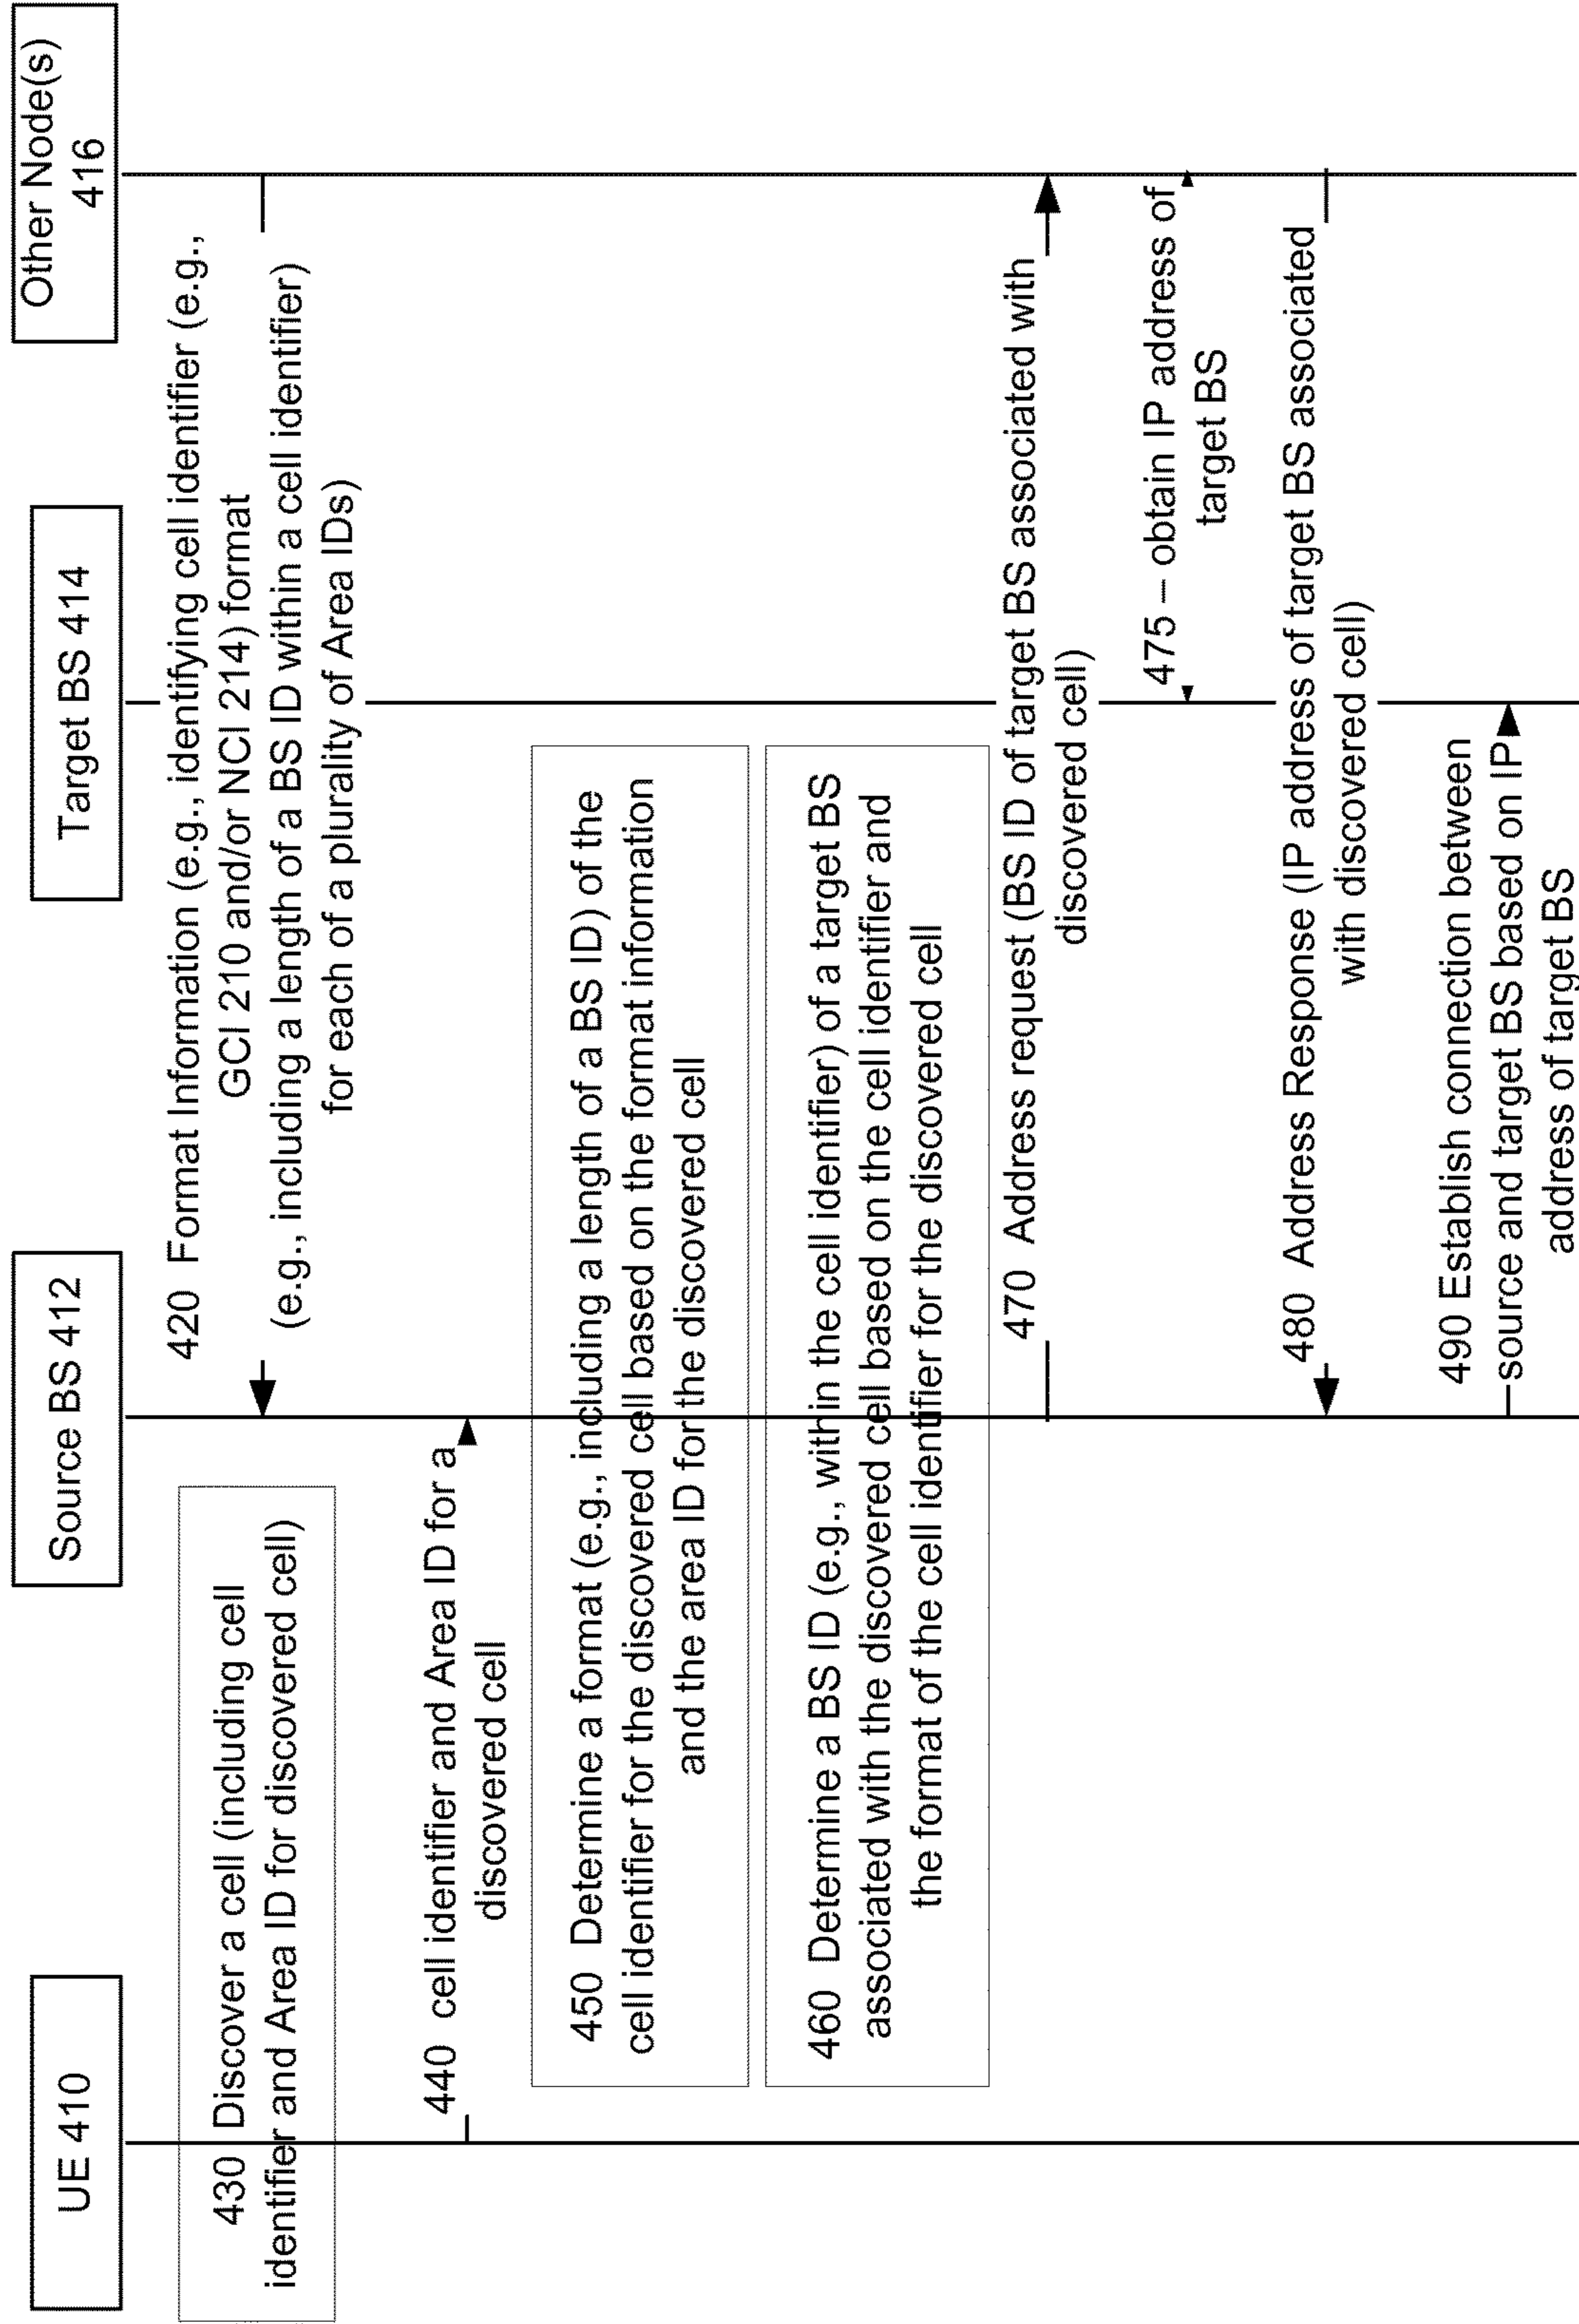 UE 410
Source BS 412
Target BS 414
Other Node(s)
416
420 Format Information (e.g., identifying cell identifier (e.g.,
GCI 210 and/or NCI 214) format
(e.g., including a length of a BS ID within a cell identifier)
for each of a plurality of Area IDs)
430 Discover a cell (including cell
identifier and Area ID for discovered cell)
440 cell identifier and Area ID for a
discovered cell
450 Determine a format (e.g., including a length of a BS ID) of the
cell identifier for the discovered cell based on the format information
and the area ID for the discovered cell
460 Determine a BS ID (e.g., within the cell identifier) of a target BS
associated with the discovered cell based on the cell identifier and
the format of the cell identifier for the discovered cell
470 Address request (BS ID of target BS associated with
discovered cell)
475 – obtain IP address of
target BS
480 Address Response (IP address of target BS associated
with discovered cell)
490 Establish connection between
source and target BS based on IP
address of target BS